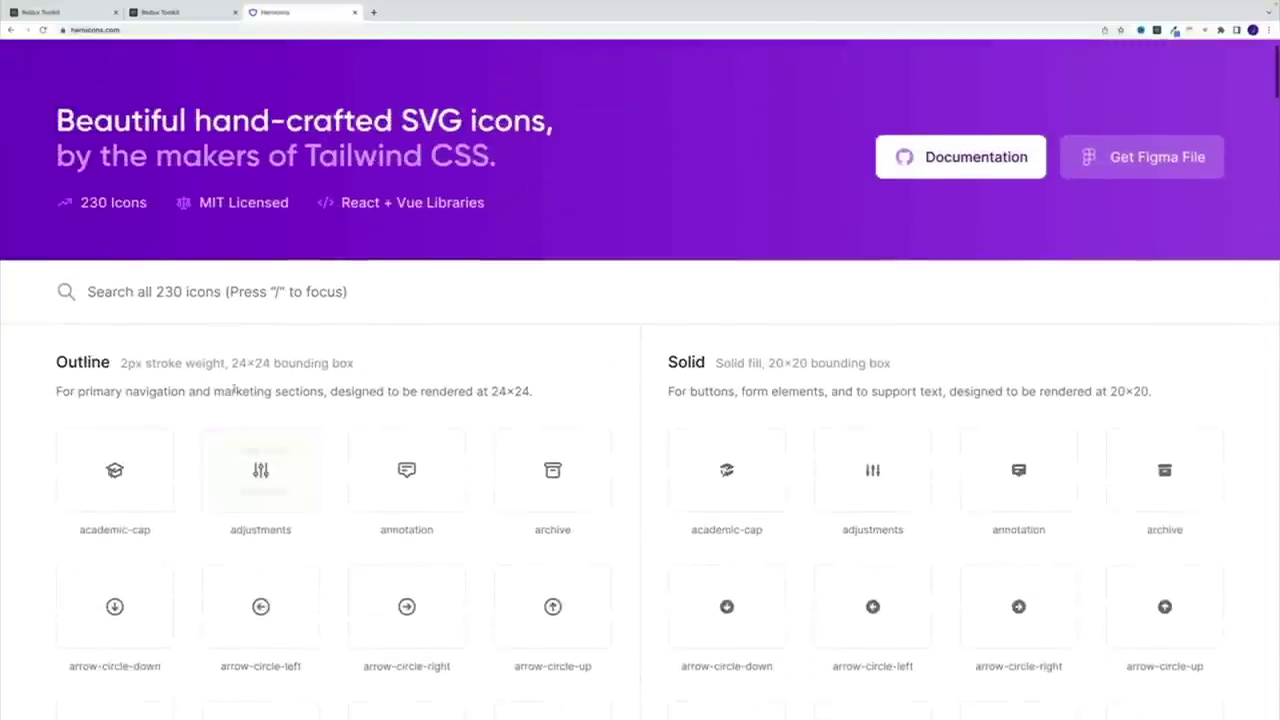 Redux Toolkit
Redux Toolkit
Heroicons
heroicons.com
Beautiful hand-crafted SVG icons,
by the makers of Tailwind CSS.
Documentation
Get Figma File
230 Icons
MIT Licensed
</> React + Vue Libraries
Search all 230 icons (Press “/” to focus)
Outline 2px stroke weight, 24×24 bounding box
For primary navigation and marketing sections, designed to be rendered at 24×24.
Solid Solid fill, 20×20 bounding box
For buttons, form elements, and to support text, designed to be rendered at 20×20.
academic-cap
adjustments
annotation
archive
academic-cap
adjustments
annotation
archive
arrow-circle-down
arrow-circle-left
arrow-circle-right
arrow-circle-up
arrow-circle-down
arrow-circle-left
arrow-circle-right
arrow-circle-up